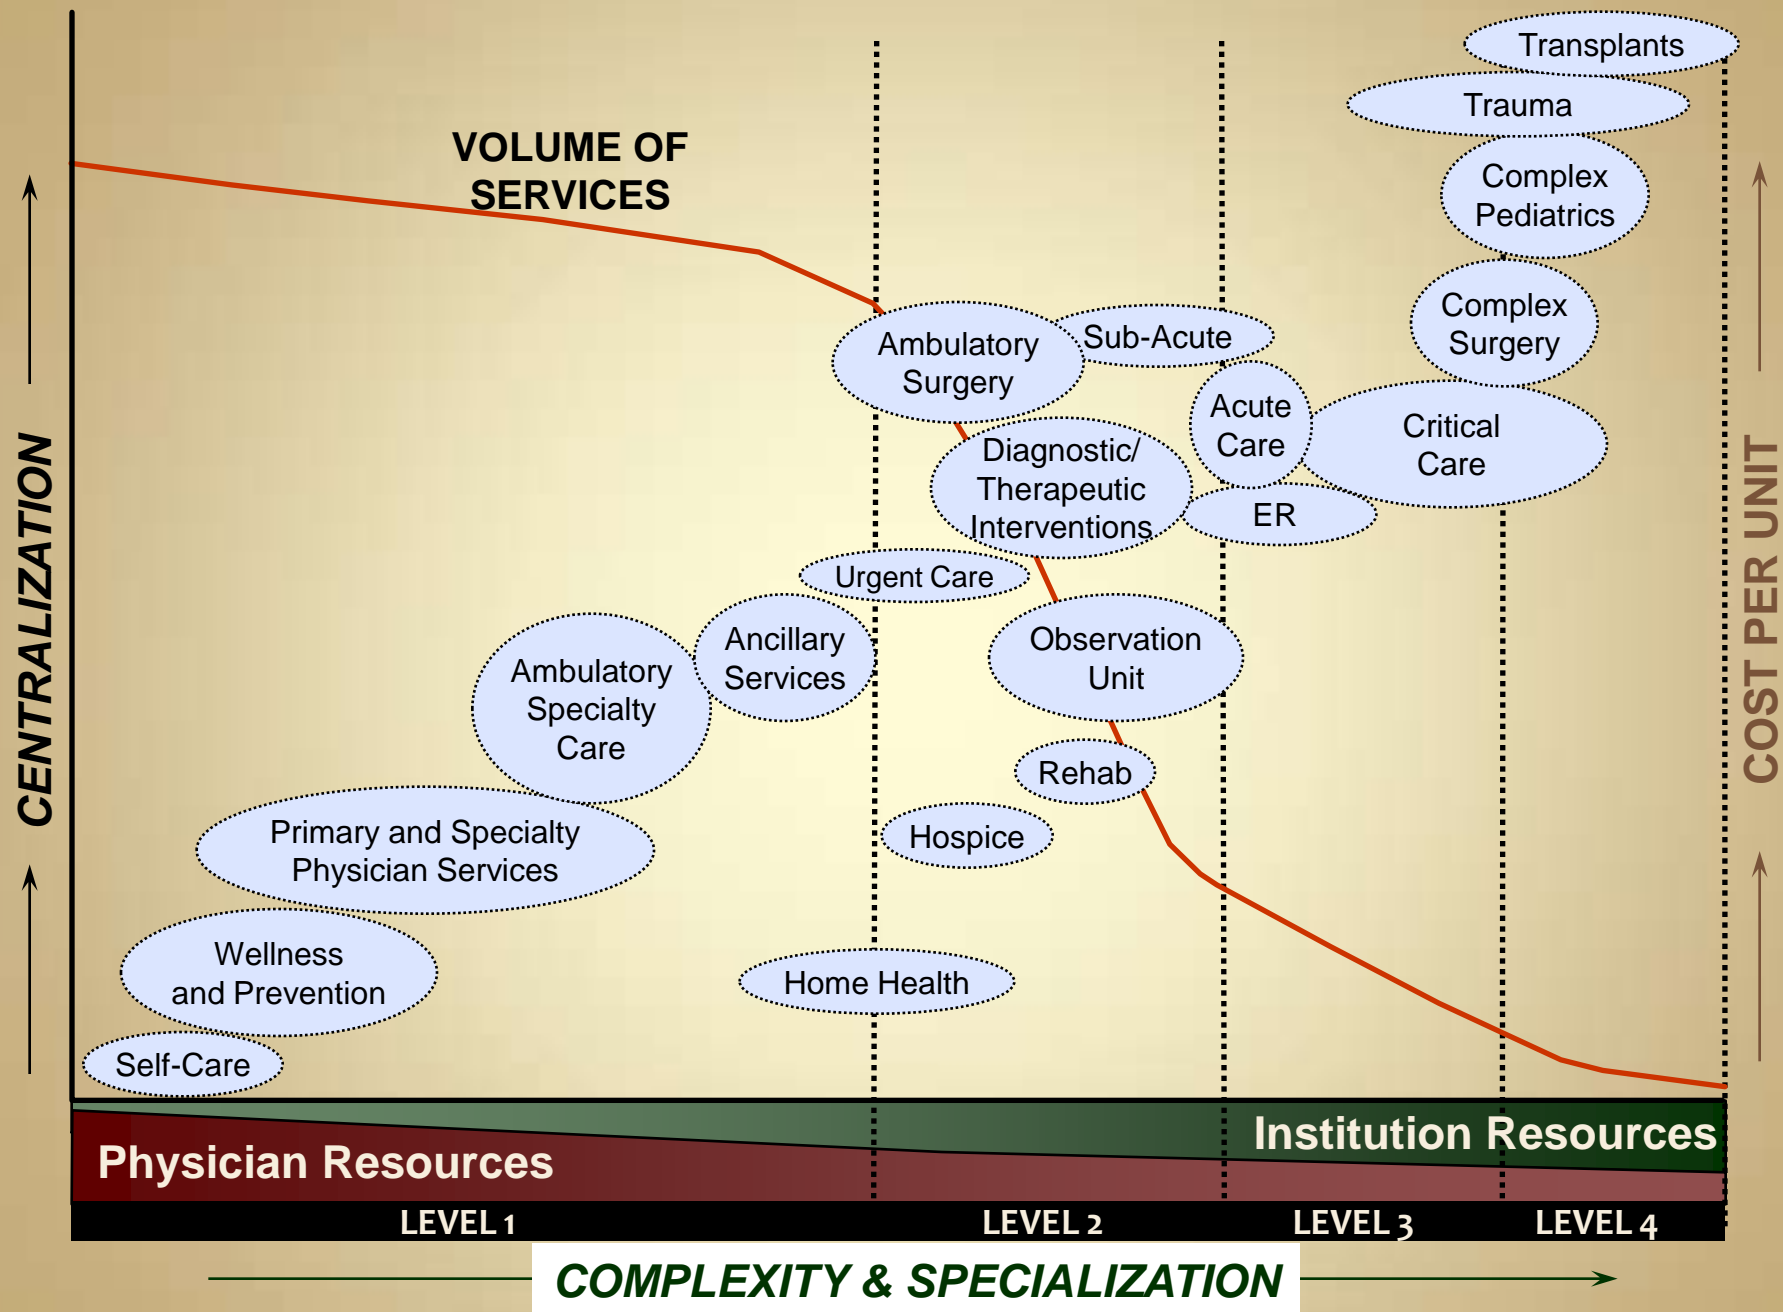 Transplants
Trauma
VOLUME OF
SERVICES
Complex
Pediatrics
Complex
Surgery
Ambulatory
Surgery
Sub-Acute
Acute
Care
Critical
Care
Diagnostic/
Therapeutic
Interventions
ER
Urgent Care
Ancillary
Services
Observation
Unit
Ambulatory
Specialty
Care
Rehab
Hospice
Primary and Specialty
Physician Services
Wellness
and Prevention
Home Health
Self-Care
CENTRALIZATION
COST PER UNIT
Institution Resources
Physician Resources
LEVEL 1
LEVEL 2
LEVEL 3
LEVEL 4
COMPLEXITY & SPECIALIZATION